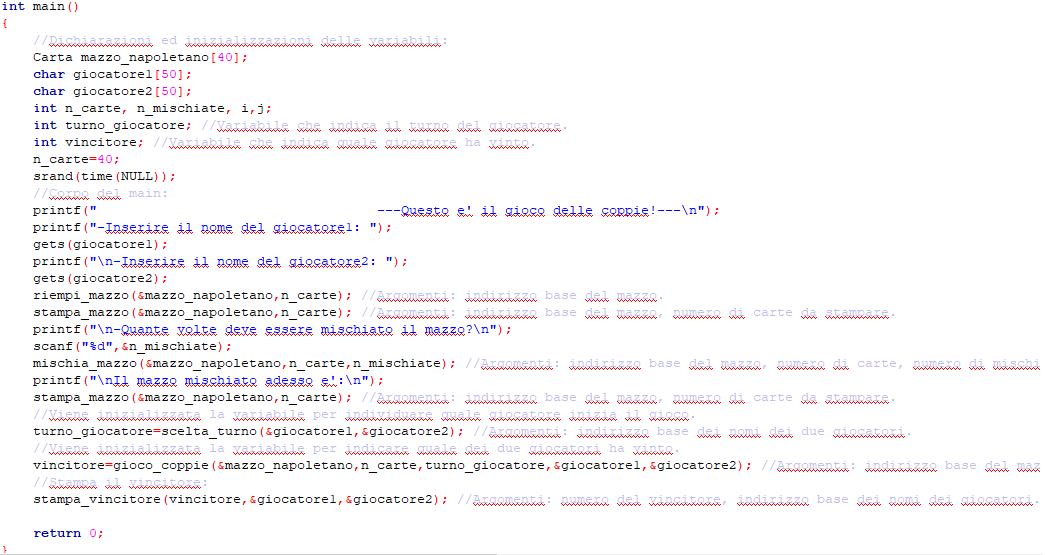 int main()
{
//Dichiarazioni ed inizializzazioni delle variabili:
Carta mazzo_napoletano[40];
char giocatore1[50];
char giocatore2[50];
int n_carte, n_mischiate, i,j;
int turno_giocatore; //Variabile che indica il turno del giocatore.
int vincitore; //Variabile che indica quale giocatore ha vinto.
n_carte=40;
srand(time(NULL));
//Corpo del main:
printf("                                   ---Questo e' il gioco delle coppie!---\n");
printf("-Inserire il nome del giocatore1: ");
gets(giocatore1);
printf("\n-Inserire il nome del giocatore2: ");
gets(giocatore2);
riempi_mazzo(&mazzo_napoletano,n_carte); //Argomenti: indirizzo base del mazzo.
stampa_mazzo(&mazzo_napoletano,n_carte); //Argomenti: indirizzo base del mazzo, numero di carte da stampare.
printf("\n-Quante volte deve essere mischiato il mazzo?\n");
scanf("%d",&n_mischiate);
mischia_mazzo(&mazzo_napoletano,n_carte,n_mischiate); //Argomenti: indirizzo base del mazzo, numero di carte, numero di mischi
printf("\nIl mazzo mischiato adesso e':\n");
stampa_mazzo(&mazzo_napoletano,n_carte); //Argomenti: indirizzo base del mazzo, numero di carte da stampare.
//Viene inizializzata la variabile per individuare quale giocatore inizia il gioco.
turno_giocatore=scelta_turno(&giocatore1,&giocatore2); //Argomenti: indirizzo base dei nomi dei due giocatori.
//Viene inizializzata la variabile per indicare quale dei due giocatori ha vinto.
vincitore=gioco_coppie(&mazzo_napoletano,n_carte,turno_giocatore,&giocatore1,&giocatore2); //Argomenti: indirizzo base del maz
//Stampa il vincitore:
stampa_vincitore(vincitore,&giocatore1,&giocatore2); //Argomenti: numero del vincitore, indirizzo base dei nomi dei giocatori.
return 0;
}